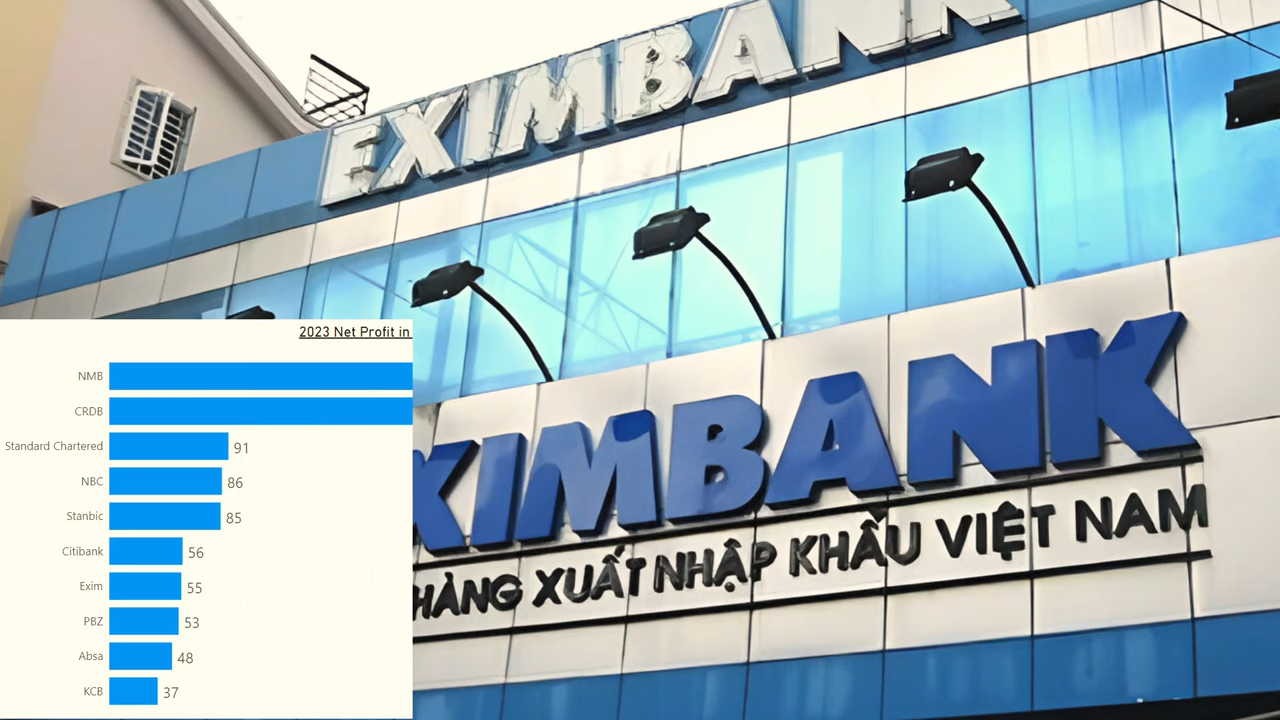 EXIMBANK
XIMBANK
HÀNG XUẤT NHẬP KHẨU VIỆT NAM
2023 Net Profit in
NMB
CRDB
Standard Chartered 91
NBC 86
Stanbic 85
Citibank 56
Exim 55
PBZ 53
Absa 48
KCB 37